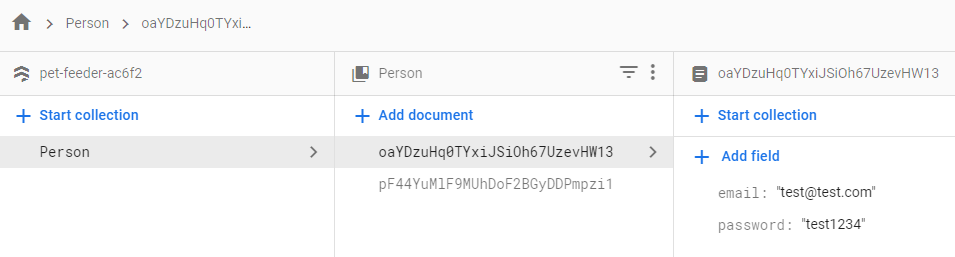 Person
oaYDzuHq0TYxi...
pet-feeder-ac6f2
Person
oaYDzuHq0TYxiJSiOh67UzevHW13
+ Start collection
+ Add document
+ Start collection
Person
oaYDzuHq0TYxiJSiOh67UzevHW13
pF44YuMlF9MUhDoF2BGyDDPmpzi1
+ Add field
email: "test@test.com"
password: "test1234"